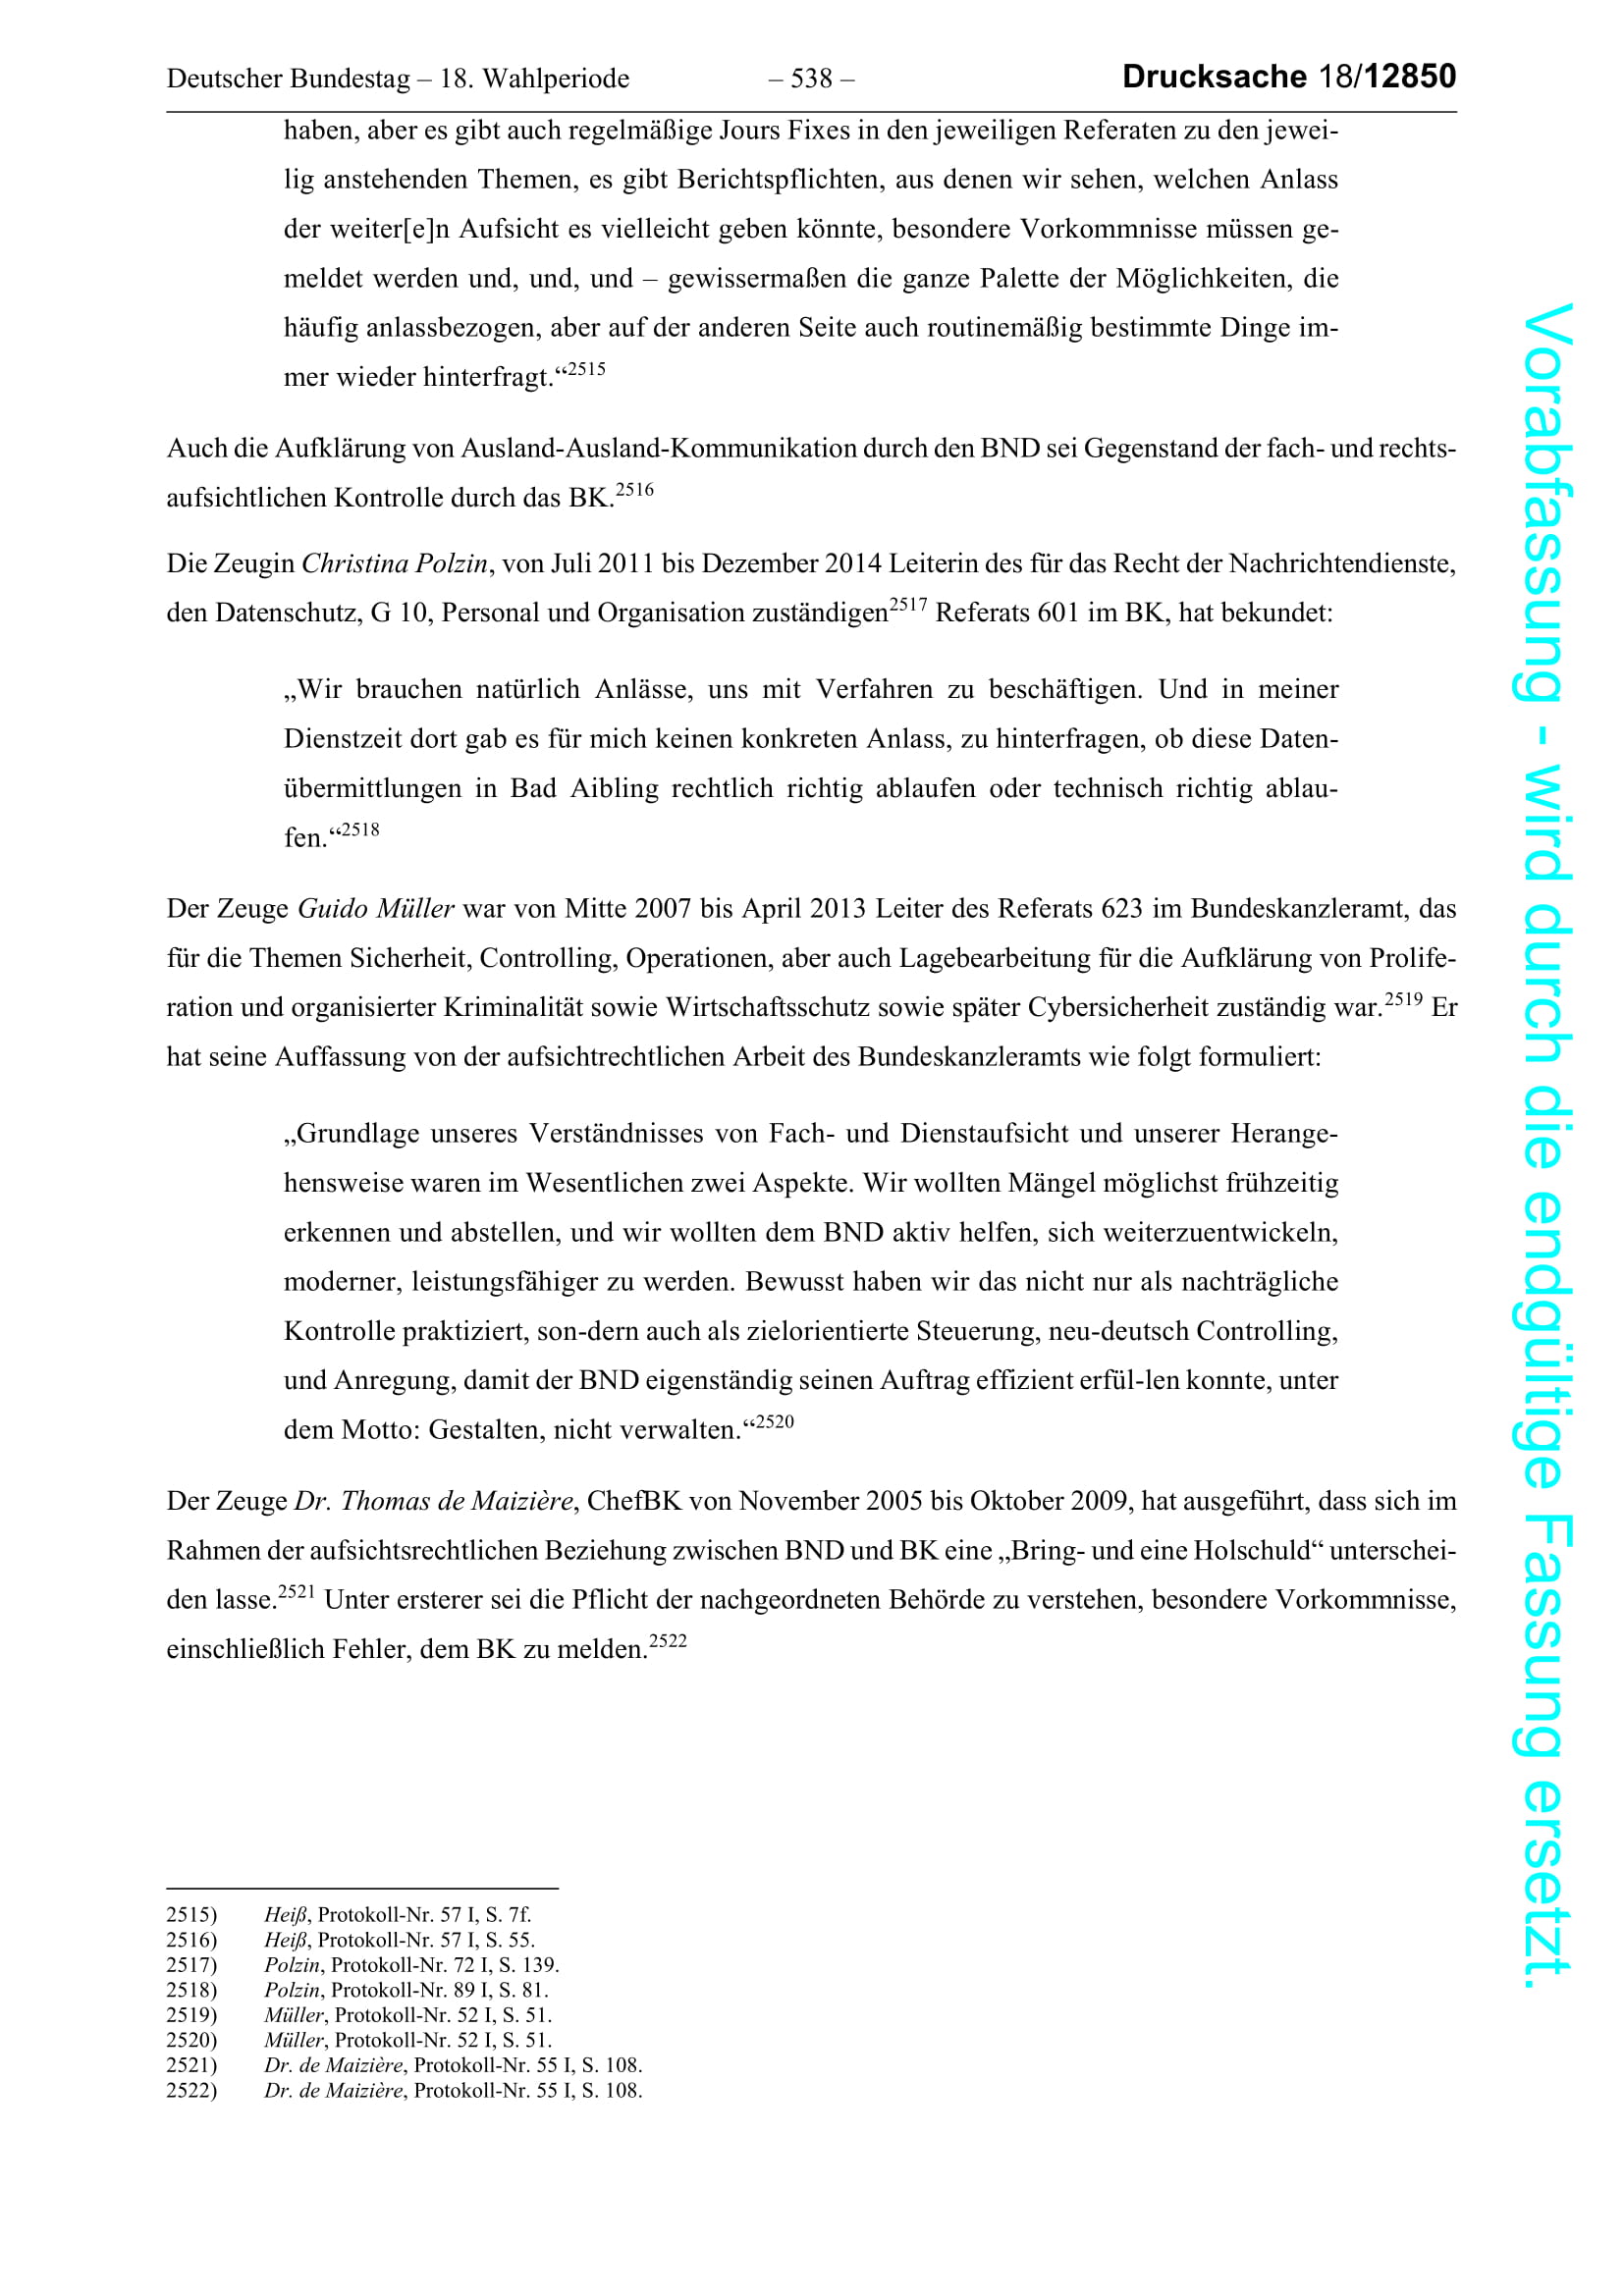 Deutscher Bundestag – 18. Wahlperiode – 538 – Drucksache 18/12850
haben, aber es gibt auch regelmäßige Jours Fixes in den jeweiligen Referaten zu den jewei-
lig anstehenden Themen, es gibt Berichtspflichten, aus denen wir sehen, welchen Anlass
der weiter[e]n Aufsicht es vielleicht geben könnte, besondere Vorkommnisse müssen ge-
meldet werden und, und, und – gewissermaßen die ganze Palette der Möglichkeiten, die
häufig anlassbezogen, aber auf der anderen Seite auch routinemäßig bestimmte Dinge im-
mer wieder hinterfragt.“2515
Auch die Aufklärung von Ausland-Ausland-Kommunikation durch den BND sei Gegenstand der fach- und rechts-
aufsichtlichen Kontrolle durch das BK.2516
Die Zeugin Christina Polzin, von Juli 2011 bis Dezember 2014 Leiterin des für das Recht der Nachrichtendienste,
den Datenschutz, G 10, Personal und Organisation zuständigen2517 Referats 601 im BK, hat bekundet:
„Wir brauchen natürlich Anlässe, uns mit Verfahren zu beschäftigen. Und in meiner
Dienstzeit dort gab es für mich keinen konkreten Anlass, zu hinterfragen, ob diese Daten-
übermittlungen in Bad Aibling rechtlich richtig ablaufen oder technisch richtig ablau-
fen.“2518
Der Zeuge Guido Müller war von Mitte 2007 bis April 2013 Leiter des Referats 623 im Bundeskanzleramt, das
für die Themen Sicherheit, Controlling, Operationen, aber auch Lagebearbeitung für die Aufklärung von Prolife-
ration und organisierter Kriminalität sowie Wirtschaftsschutz sowie später Cybersicherheit zuständig war.2519 Er
hat seine Auffassung von der aufsichtrechtlichen Arbeit des Bundeskanzleramts wie folgt formuliert:
„Grundlage unseres Verständnisses von Fach- und Dienstaufsicht und unserer Herange-
hensweise waren im Wesentlichen zwei Aspekte. Wir wollten Mängel möglichst frühzeitig
erkennen und abstellen, und wir wollten dem BND aktiv helfen, sich weiterzuentwickeln,
moderner, leistungsfähiger zu werden. Bewusst haben wir das nicht nur als nachträgliche
Kontrolle praktiziert, son-dern auch als zielorientierte Steuerung, neu-deutsch Controlling,
und Anregung, damit der BND eigenständig seinen Auftrag effizient erfül-len konnte, unter
dem Motto: Gestalten, nicht verwalten.“2520
Der Zeuge Dr. Thomas de Maizière, ChefBK von November 2005 bis Oktober 2009, hat ausgeführt, dass sich im
Rahmen der aufsichtsrechtlichen Beziehung zwischen BND und BK eine „Bring- und eine Holschuld“ unterschei-
den lasse.2521 Unter ersterer sei die Pflicht der nachgeordneten Behörde zu verstehen, besondere Vorkommnisse,
einschließlich Fehler, dem BK zu melden.2522
2515) Heiß, Protokoll-Nr. 57 I, S. 7f.
2516) Heiß, Protokoll-Nr. 57 I, S. 55.
2517) Polzin, Protokoll-Nr. 72 I, S. 139.
2518) Polzin, Protokoll-Nr. 89 I, S. 81.
2519) Müller, Protokoll-Nr. 52 I, S. 51.
2520) Müller, Protokoll-Nr. 52 I, S. 51.
2521) Dr. de Maizière, Protokoll-Nr. 55 I, S. 108.
2522) Dr. de Maizière, Protokoll-Nr. 55 I, S. 108.
Vorabfassung - wird durch die endgültige Fassung ersetzt.